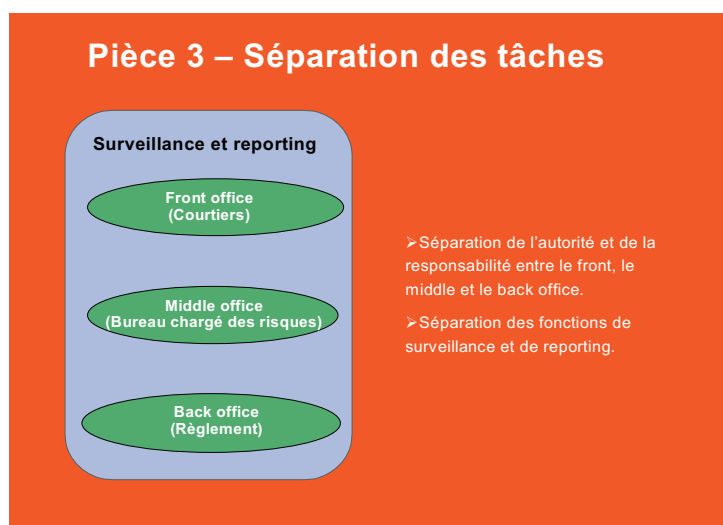 Pièce 3 – Séparation des tâches
Surveillance et reporting
Front office
(Courtiers)
Middle office
(Bureau chargé des risques)
Back office
(Règlement)
➢Séparation de l’autorité et de la
responsabilité entre le front, le
middle et le back office.
➢Séparation des fonctions de
surveillance et de reporting.